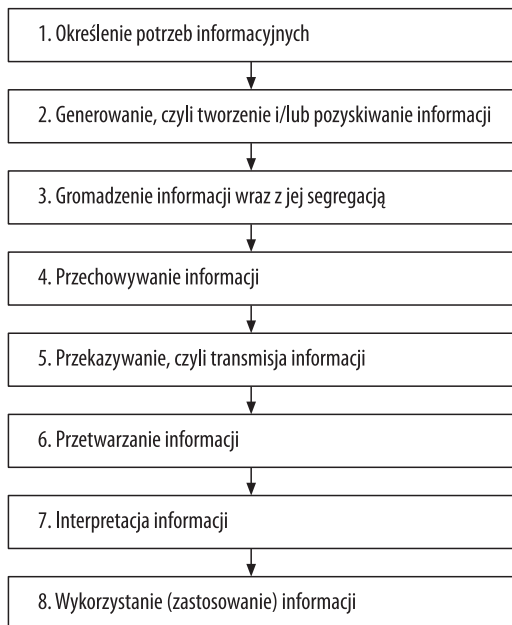 1. Określenie potrzeb informacyjnych
2. Generowanie, czyli tworzenie i/lub pozyskiwanie informacji
3. Gromadzenie informacji wraz z jej segregacją
4. Przechowywanie informacji
5. Przekazywanie, czyli transmisja informacji
6. Przetwarzanie informacji
7. Interpretacja informacji
8. Wykorzystanie (zastosowanie) informacji